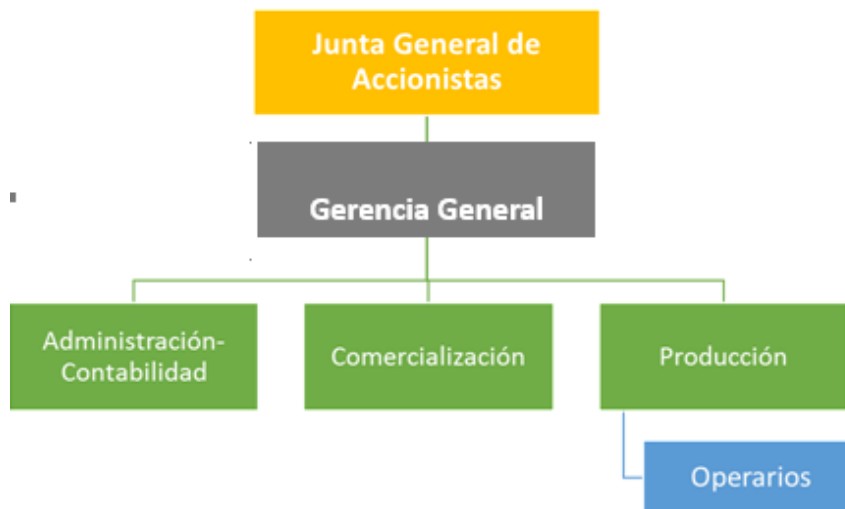 Junta General de
Accionistas
Gerencia General
Administración-
Contabilidad
Comercialización
Producción
Operarios